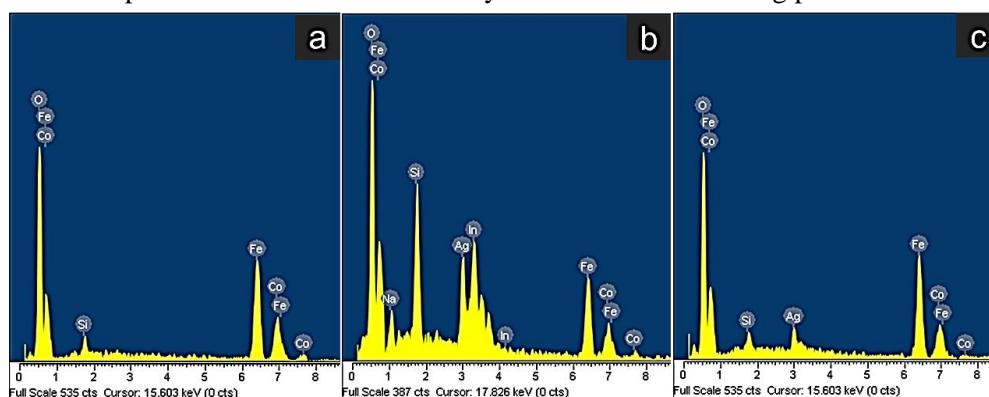 a
b
c
O
Fe
Co
Si
Fe
Co
Fe
Co
0 1 2 3 4 5 6 7 8
Full Scale 535 cts Cursor: 15.603 keV (0 cts)
O
Fe
Co
Na
Si
Ag
In
In
Fe
Co
Fe
Co
0 1 2 3 4 5 6 7 8
Full Scale 387 cts Cursor: 17.826 keV (0 cts)
O
Fe
Co
Si
Ag
Fe
Co
Fe
Co
0 1 2 3 4 5 6 7 8
Full Scale 535 cts Cursor: 15.603 keV (0 cts)